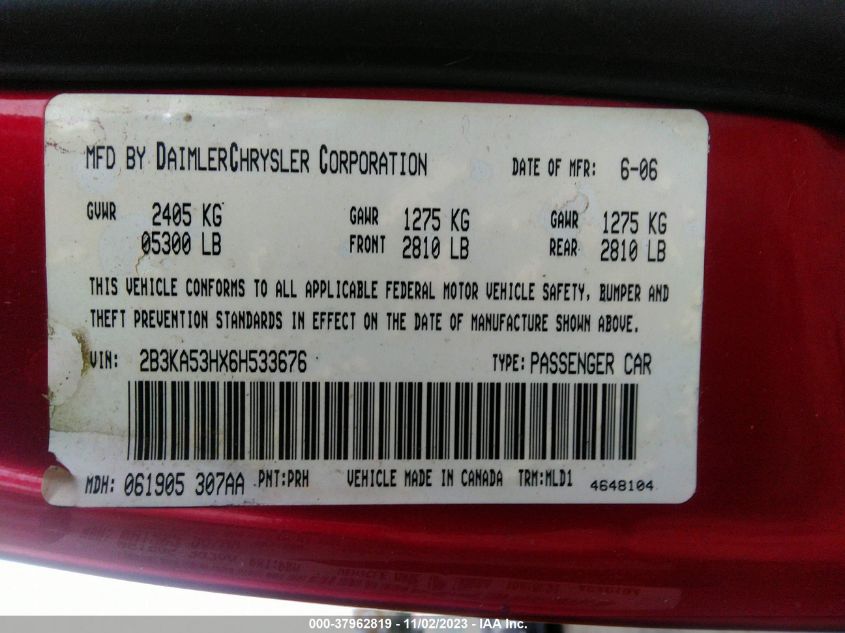 MFD BY DAIMLERCHRYSLER CORPORATION DATE OF MFR: 6-06
GVWR 2405 KG GAWR 1275 KG GAWR 1275 KG
05300 LB FRONT 2810 LB REAR 2810 LB
THIS VEHICLE CONFORMS TO ALL APPLICABLE FEDERAL MOTOR VEHICLE SAFETY, BUMPER AND
THEFT PREVENTION STANDARDS IN EFFECT ON THE DATE OF MANUFACTURE SHOWN ABOVE.
VIN: 2B3KA53HX6H533676 TYPE: PASSENGER CAR
MDH: 061905 307AA PNT:PRH VEHICLE MADE IN CANADA TRM:MLD1 4648104
000-37962819 - 11/02/2023 - IAA Inc.